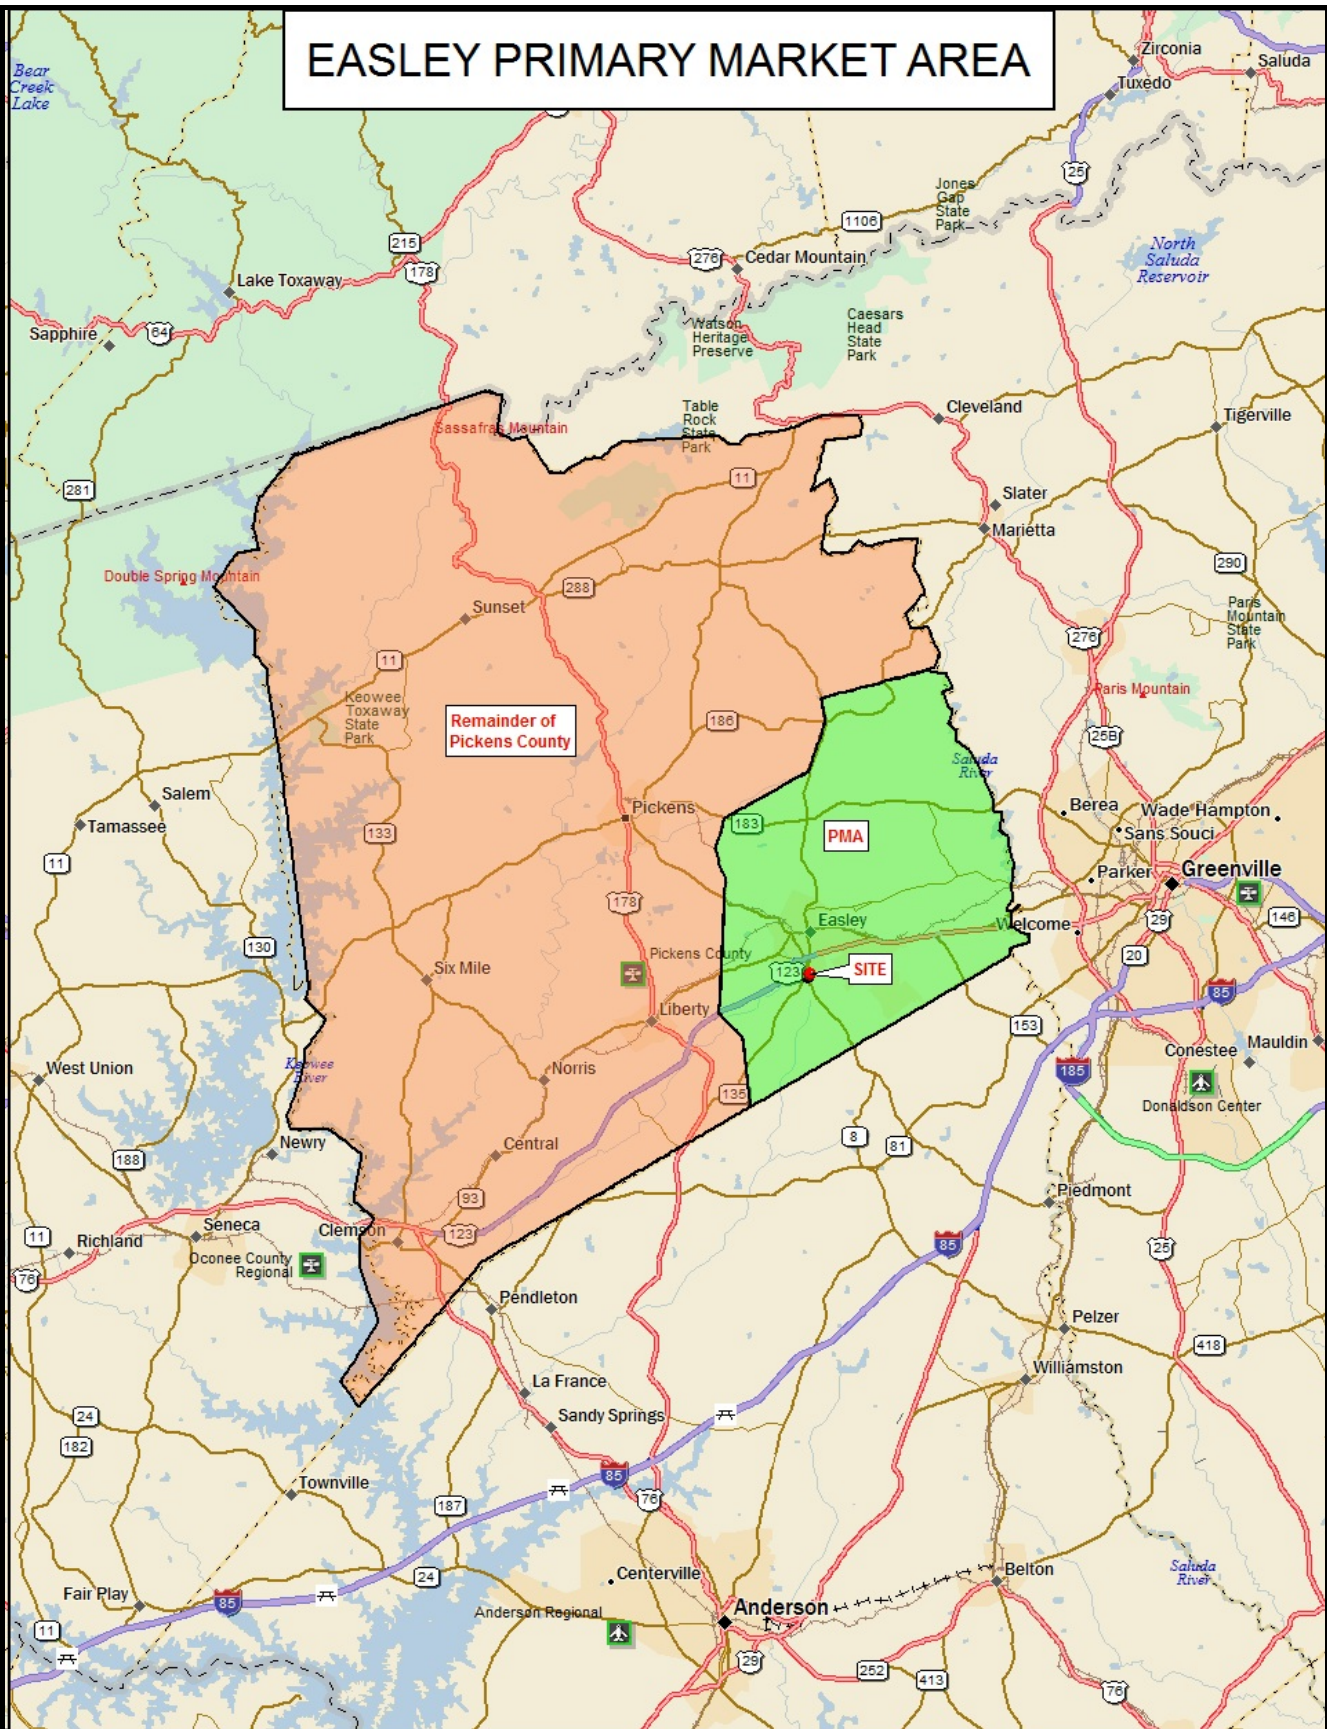 EASLEY PRIMARY MARKET AREA
Zirconia
Saluda
Tuxedo
Bear
Creek
Lake
25
Jones
Gap
State
Park
1106
215
178
276
Cedar Mountain
North
Saluda
Reservoir
Lake Toxaway
Sapphire
64
Watson
Heritage
Preserve
Caesars
Head
State
Park
Table
Rock
State
Park
Cleveland
Tigerville
Sassafras Mountain
281
11
Slater
Marietta
Double Spring Mountain
288
290
Sunset
Paris
Mountain
State
Park
276
11
Paris Mountain
Keowee
Toxaway
State
Park
Remainder of
Pickens County
186
25B
Saluda
River
Salem
Tamassee
Pickens
183
PMA
Berea
Wade Hampton
Sans Souci
133
11
Parker
Greenville
178
29
146
Easley
Welcome
130
Pickens County
20
Six Mile
123
SITE
85
Liberty
153
Conestee
Mauldin
West Union
Keowee
River
Norris
185
135
Donaldson Center
Newry
Central
8
81
188
93
Piedmont
Seneca
Clemson
123
11
Richland
Oconee County
Regional
85
25
76
Pendleton
Pelzer
418
Williamston
La France
24
Sandy Springs
182
85
Townville
187
76
Centerville
Belton
Saluda
River
24
Fair Play
85
Anderson Regional
Anderson
11
29
252
413
76